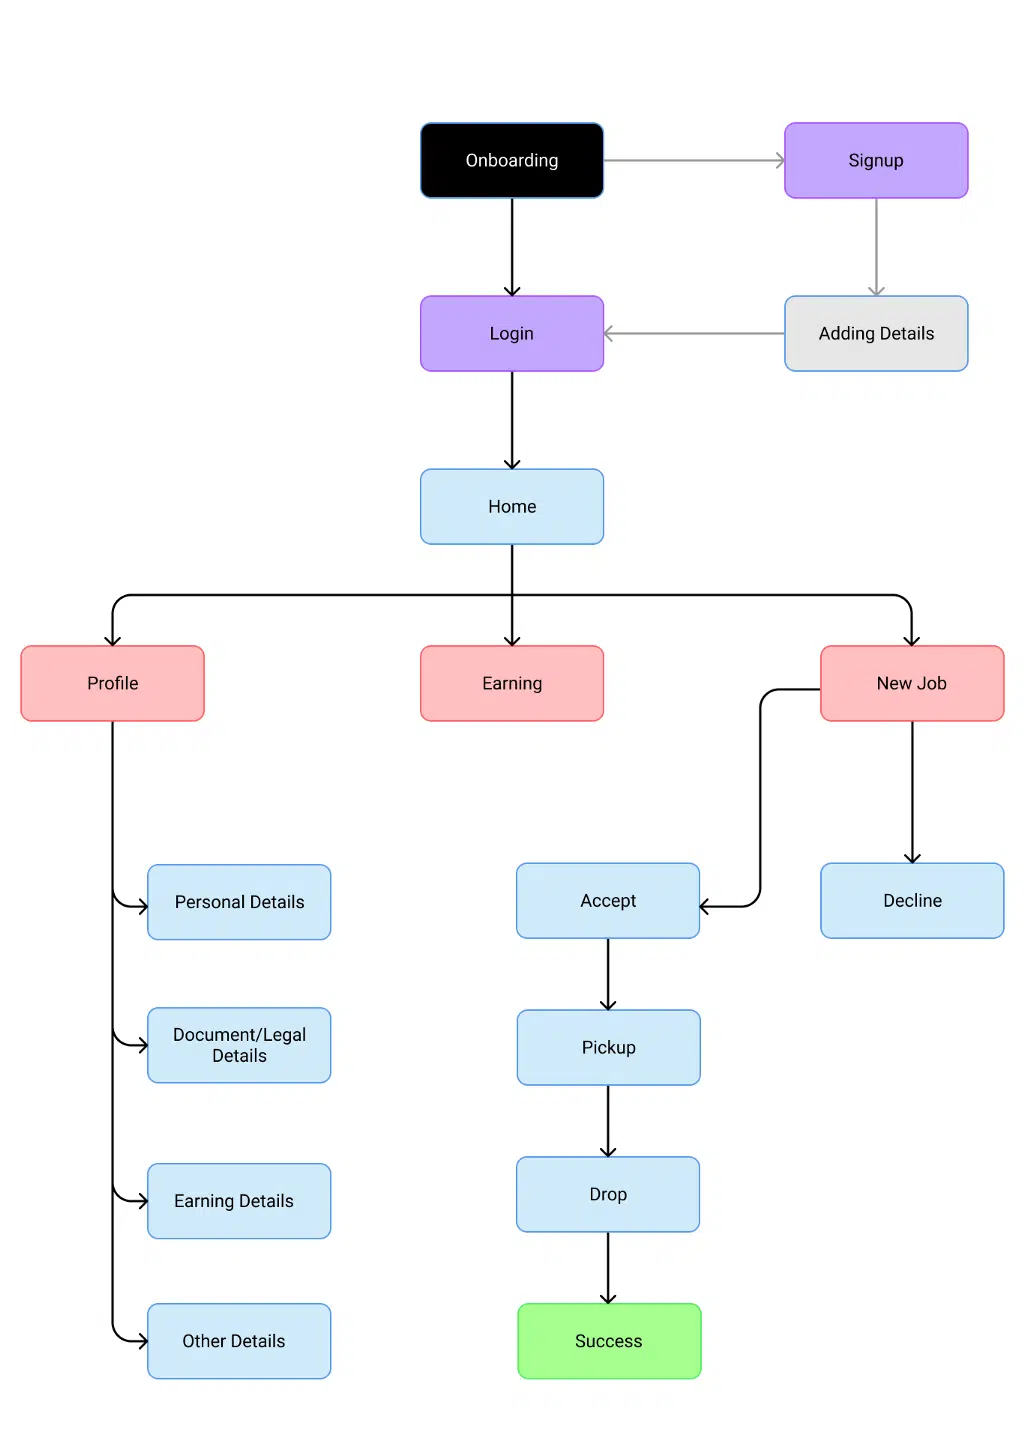 Onboarding
Signup
Login
Adding Details
Home
Profile
Earning
New Job
Personal Details
Accept
Decline
Document/Legal
Details
Pickup
Earning Details
Drop
Other Details
Success